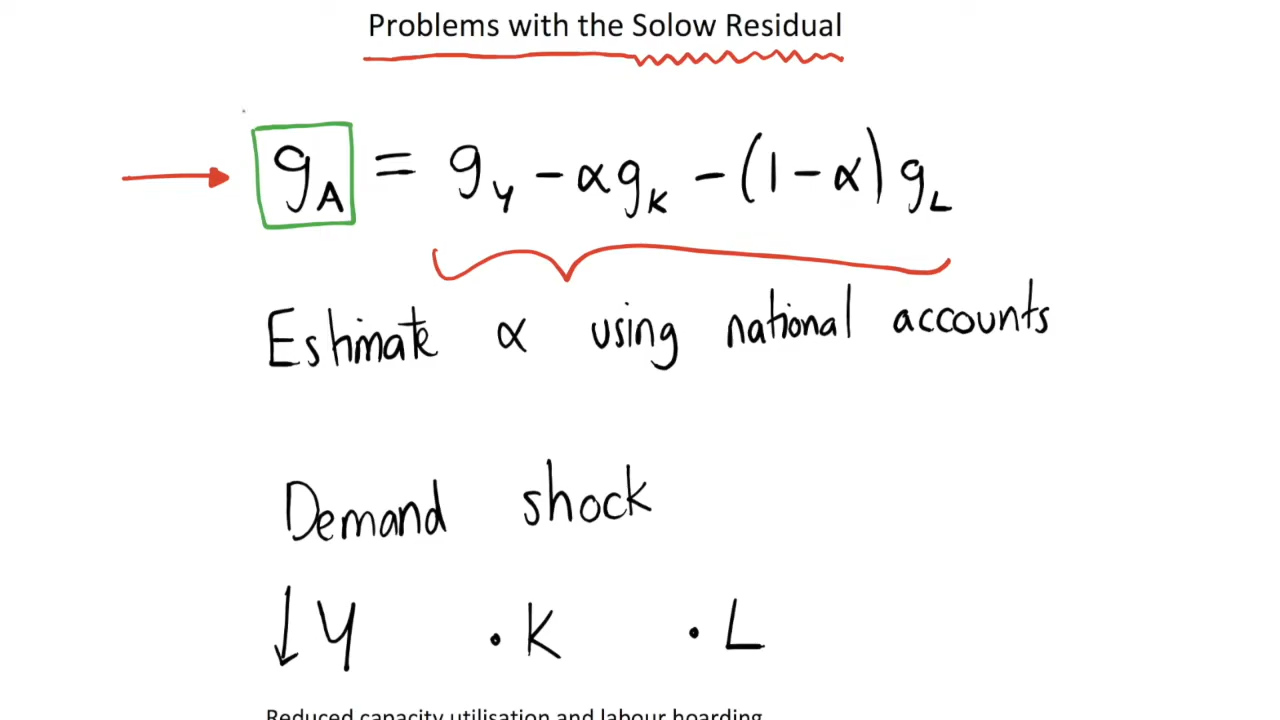 Problems with the Solow Residual
g_A = g_Y - αg_K - (1 - α) g_L
Estimate α using national accounts
Demand shock
↓ Y · K · L
Reduced capacity utilisation and labour hoarding